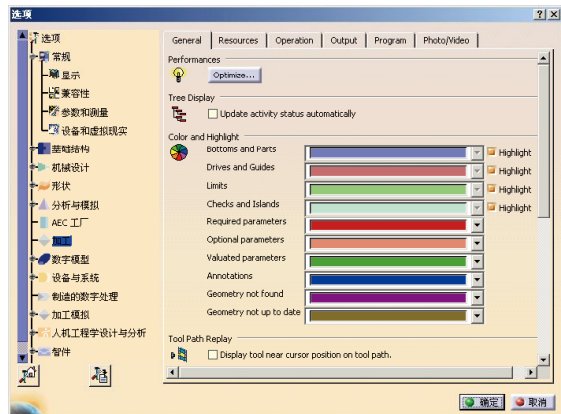 选项
选项
常规
显示
兼容性
参数和测量
设备和虚拟现实
基础结构
机械设计
形状
分析与模拟
AEC 工厂
加工
数字模型
设备与系统
制造的数字处理
加工模拟
人机工程学设计与分析
智件
General Resources Operation Output Program Photo/Video
Performances
Optimize...
Tree Display
Update activity status automatically
Color and Highlight
Bottoms and Parts Highlight
Drives and Guides Highlight
Limits Highlight
Checks and Islands Highlight
Required parameters
Optional parameters
Valuated parameters
Annotations
Geometry not found
Geometry not up to date
Tool Path Replay
Display tool near cursor position on tool path.
确定 取消